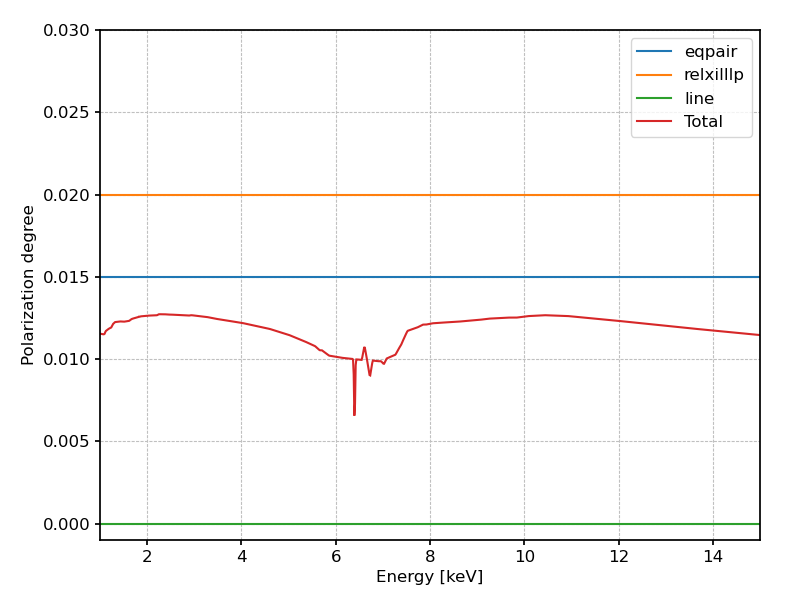 0.030
0.025
0.020
0.015
0.010
0.005
0.000
Polarization degree
eqpair
relxilllp
line
Total
2 4 6 8 10 12 14
Energy [keV]